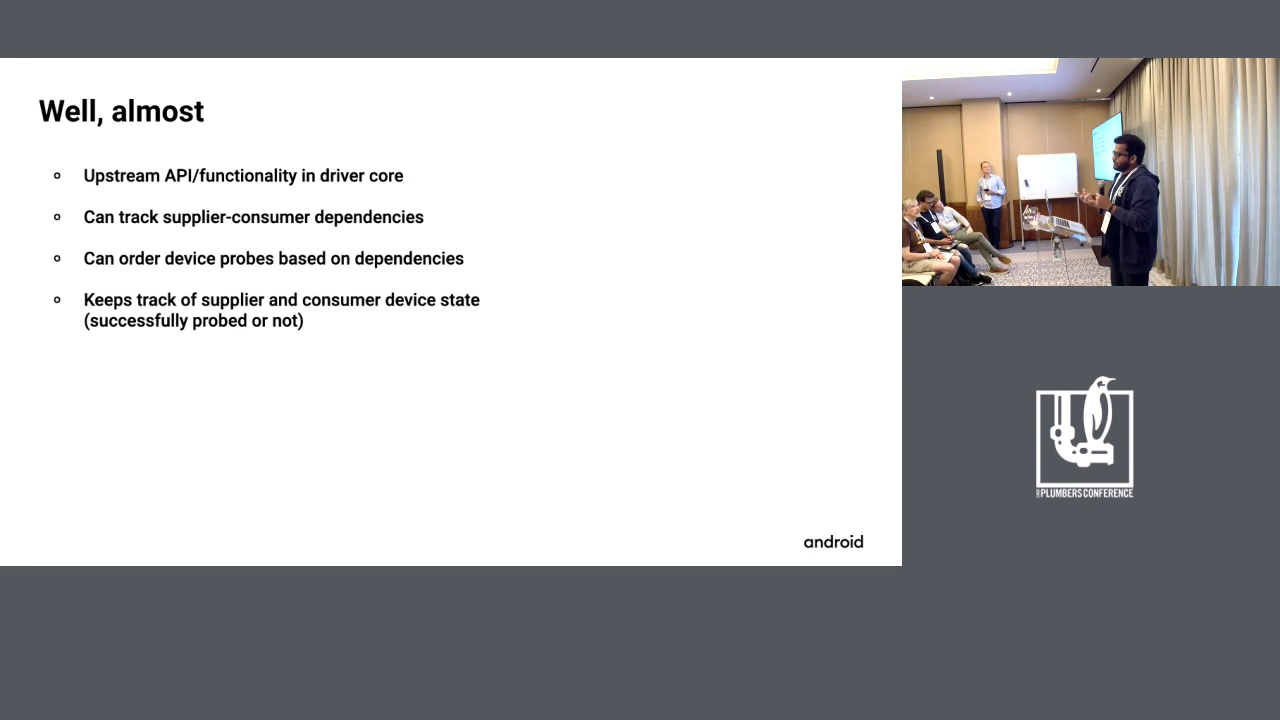 Well, almost
Upstream API/functionality in driver core
Can track supplier-consumer dependencies
Can order device probes based on dependencies
Keeps track of supplier and consumer device state
(successfully probed or not)
android
PLUMBERS CONFERENCE